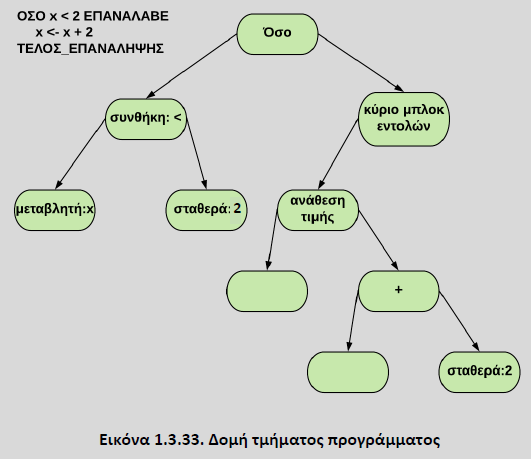 ΟΣΟ x < 2 ΕΠΑΝΑΛΑΒΕ
x <- x + 2
ΤΕΛΟΣ_ΕΠΑΝΑΛΗΨΗΣ
Όσο
συνθήκη: <
κύριο μπλοκ
εντολών
μεταβλητή:x
σταθερά: 2
ανάθεση
τιμής
+
σταθερά:2
Εικόνα 1.3.33. Δομή τμήματος προγράμματος